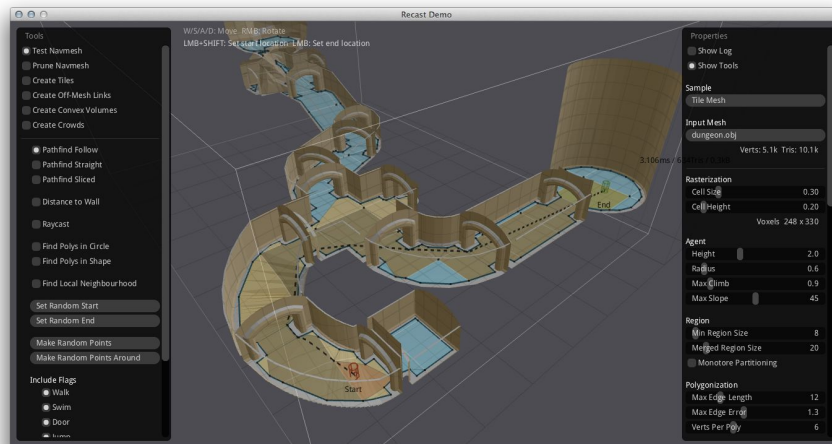 Recast Demo
W/S/A/D: Move RMB: Rotate
LMB+SHIFT: Set start location LMB: Set end location
Tools
Test Navmesh
Prune Navmesh
Create Tiles
Create Off-Mesh Links
Create Convex Volumes
Create Crowds
Pathfind Follow
Pathfind Straight
Pathfind Sliced
Distance to Wall
Raycast
Find Polys in Circle
Find Polys in Shape
Find Local Neighbourhood
Set Random Start
Set Random End
Make Random Points
Make Random Points Around
Include Flags
Walk
Swim
Door
Jump
Start
End
Properties
Show Log
Show Tools
Sample
Tile Mesh
Input Mesh
dungeon.obj
Verts: 5.1k Tris: 10.1k
Rasterization
Cell Size 0.30
Cell Height 0.20
Voxels 248 x 330
Agent
Height 2.0
Radius 0.6
Max Climb 0.9
Max Slope 45
Region
Min Region Size 8
Merged Region Size 20
Monotore Partitioning
Polygonization
Max Edge Length 12
Max Edge Error 1.3
Verts Per Poly 6